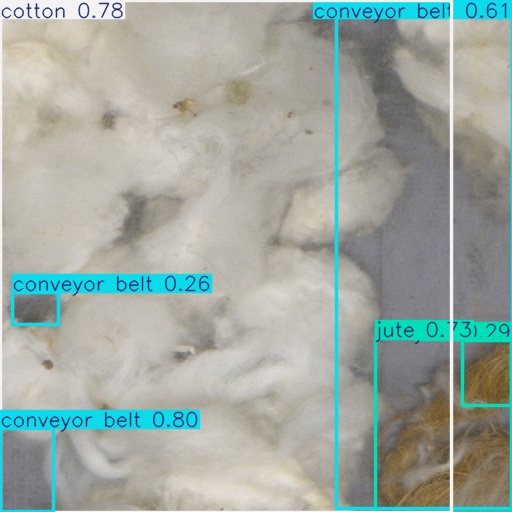 cotton 0.78
conveyor belt 0.61
conveyor belt 0.26
jute 0.73
.29
conveyor belt 0.80